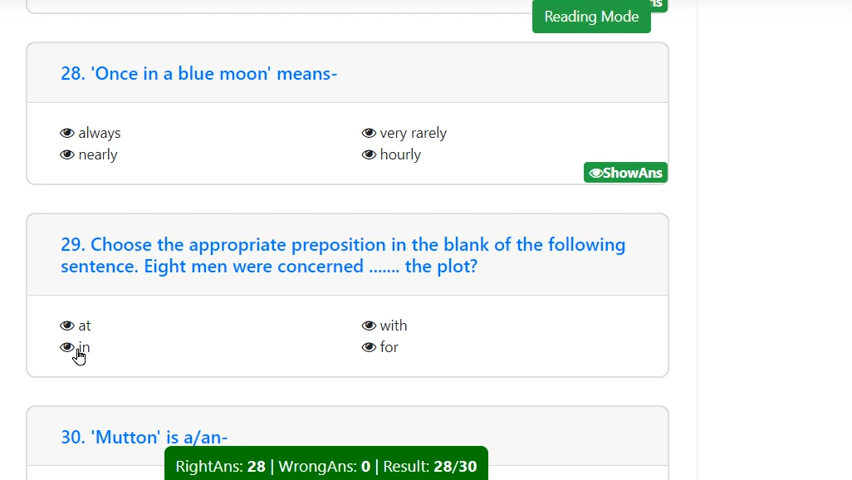 ns
Reading Mode
28. 'Once in a blue moon' means-
always
very rarely
nearly
hourly
ShowAns
29. Choose the appropriate preposition in the blank of the following
sentence. Eight men were concerned ....... the plot?
at
with
in
for
30. 'Mutton' is a/an-
RightAns: 28 | WrongAns: 0 | Result: 28/30